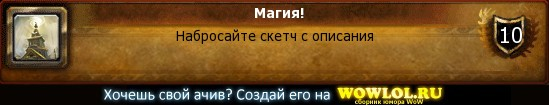 Магия!
Набросайте скетч с описания
10
Хочешь свой ачив? Создай его на WOWLOL.RU
сборник юмора WoW